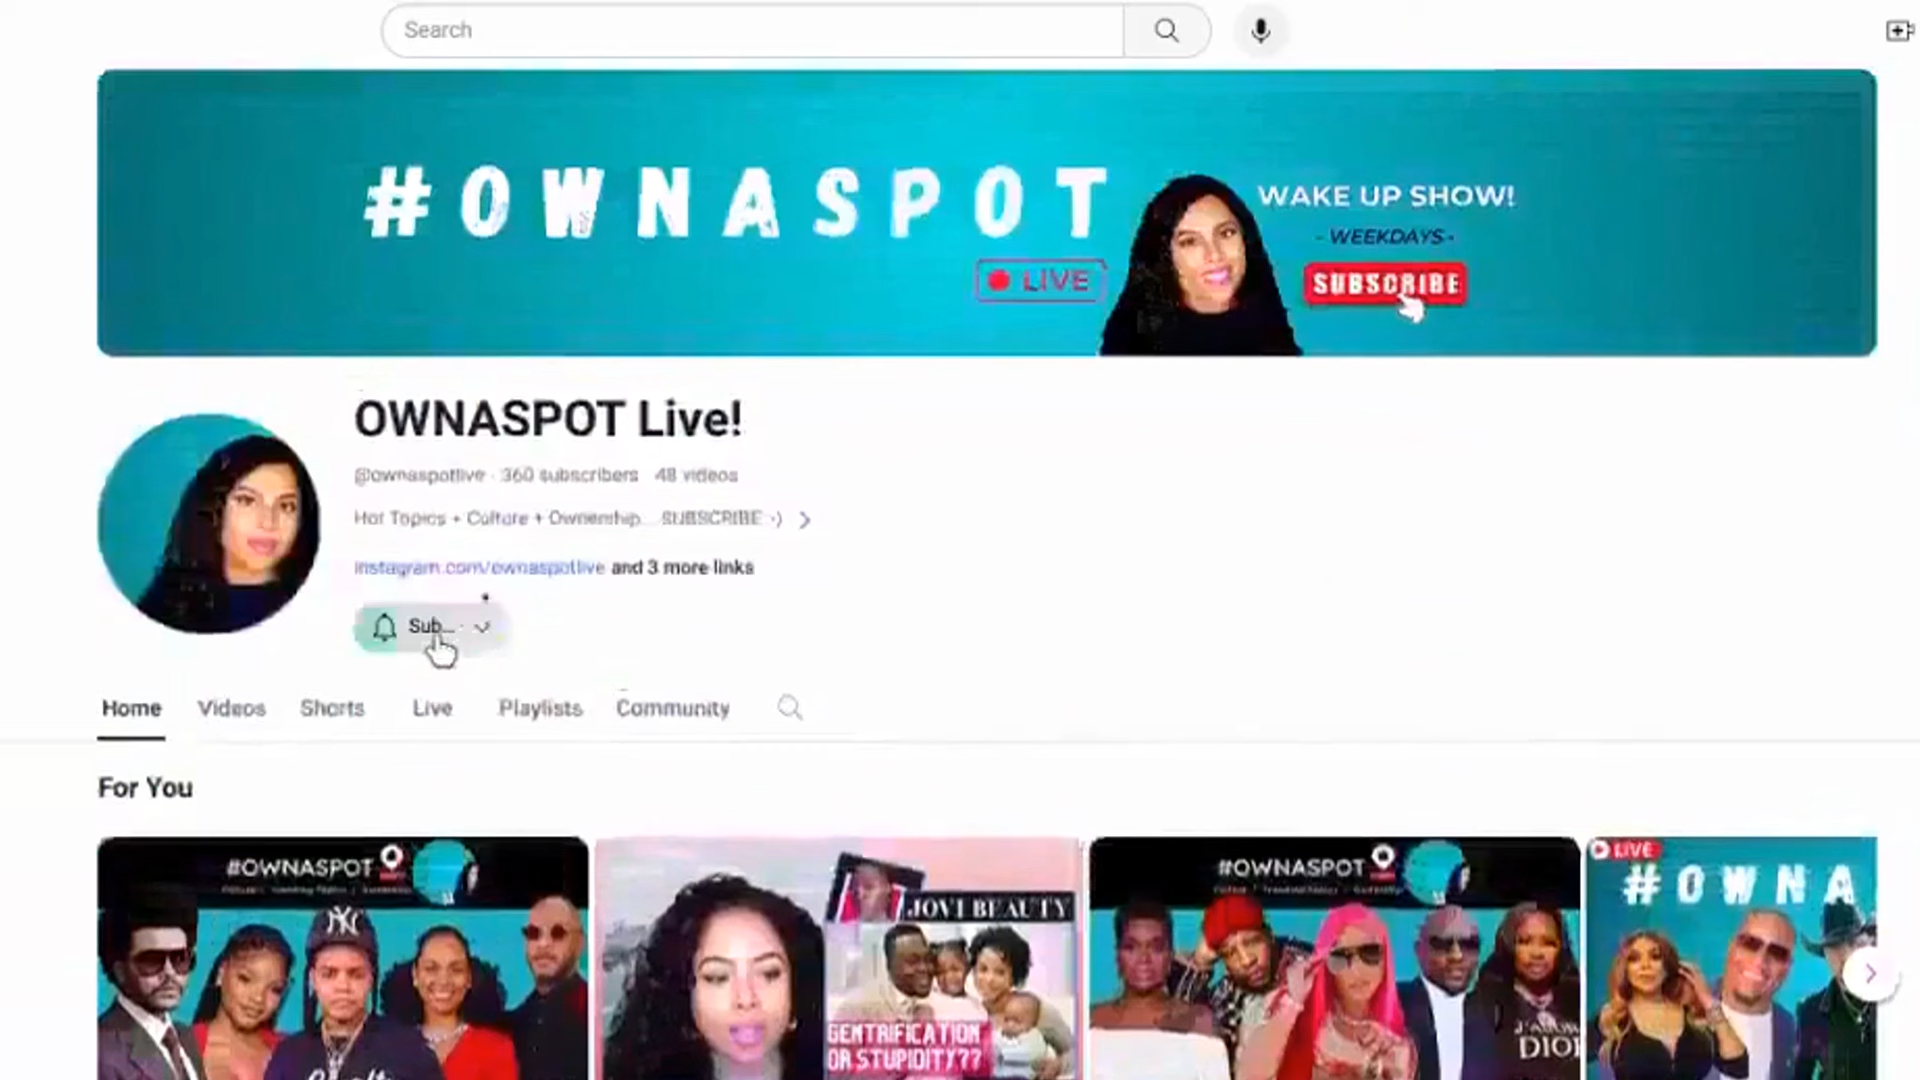 Search
#OWNASPOT
WAKE UP SHOW!
- WEEKDAYS -
LIVE
SUBSCRIBE
OWNASPOT Live!
@ownaspotlive · 360 subscribers · 48 videos
Hot Topics + Culture + Ownership... SUBSCRIBE :)
instagram.com/ownaspotlive and 3 more links
Sub...
Home Videos Shorts Live Playlists Community
For You
#OWNASPOT
JOVI BEAUTY
GENTRIFICATION
OR STUPIDITY??
#OWNASPOT
DIOR
LIVE
#OWNA